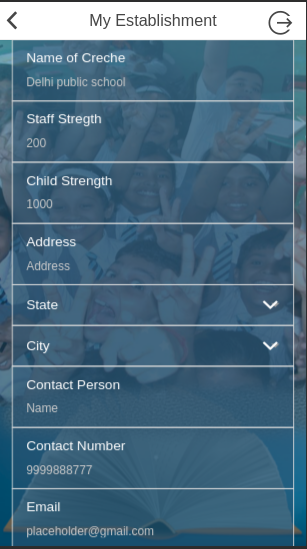 My Establishment
Name of Creche
Delhi public school
Staff Stregth
200
Child Strength
1000
Address
Address
State
City
Contact Person
Name
Contact Number
9999888777
Email
placeholder@gmail.com